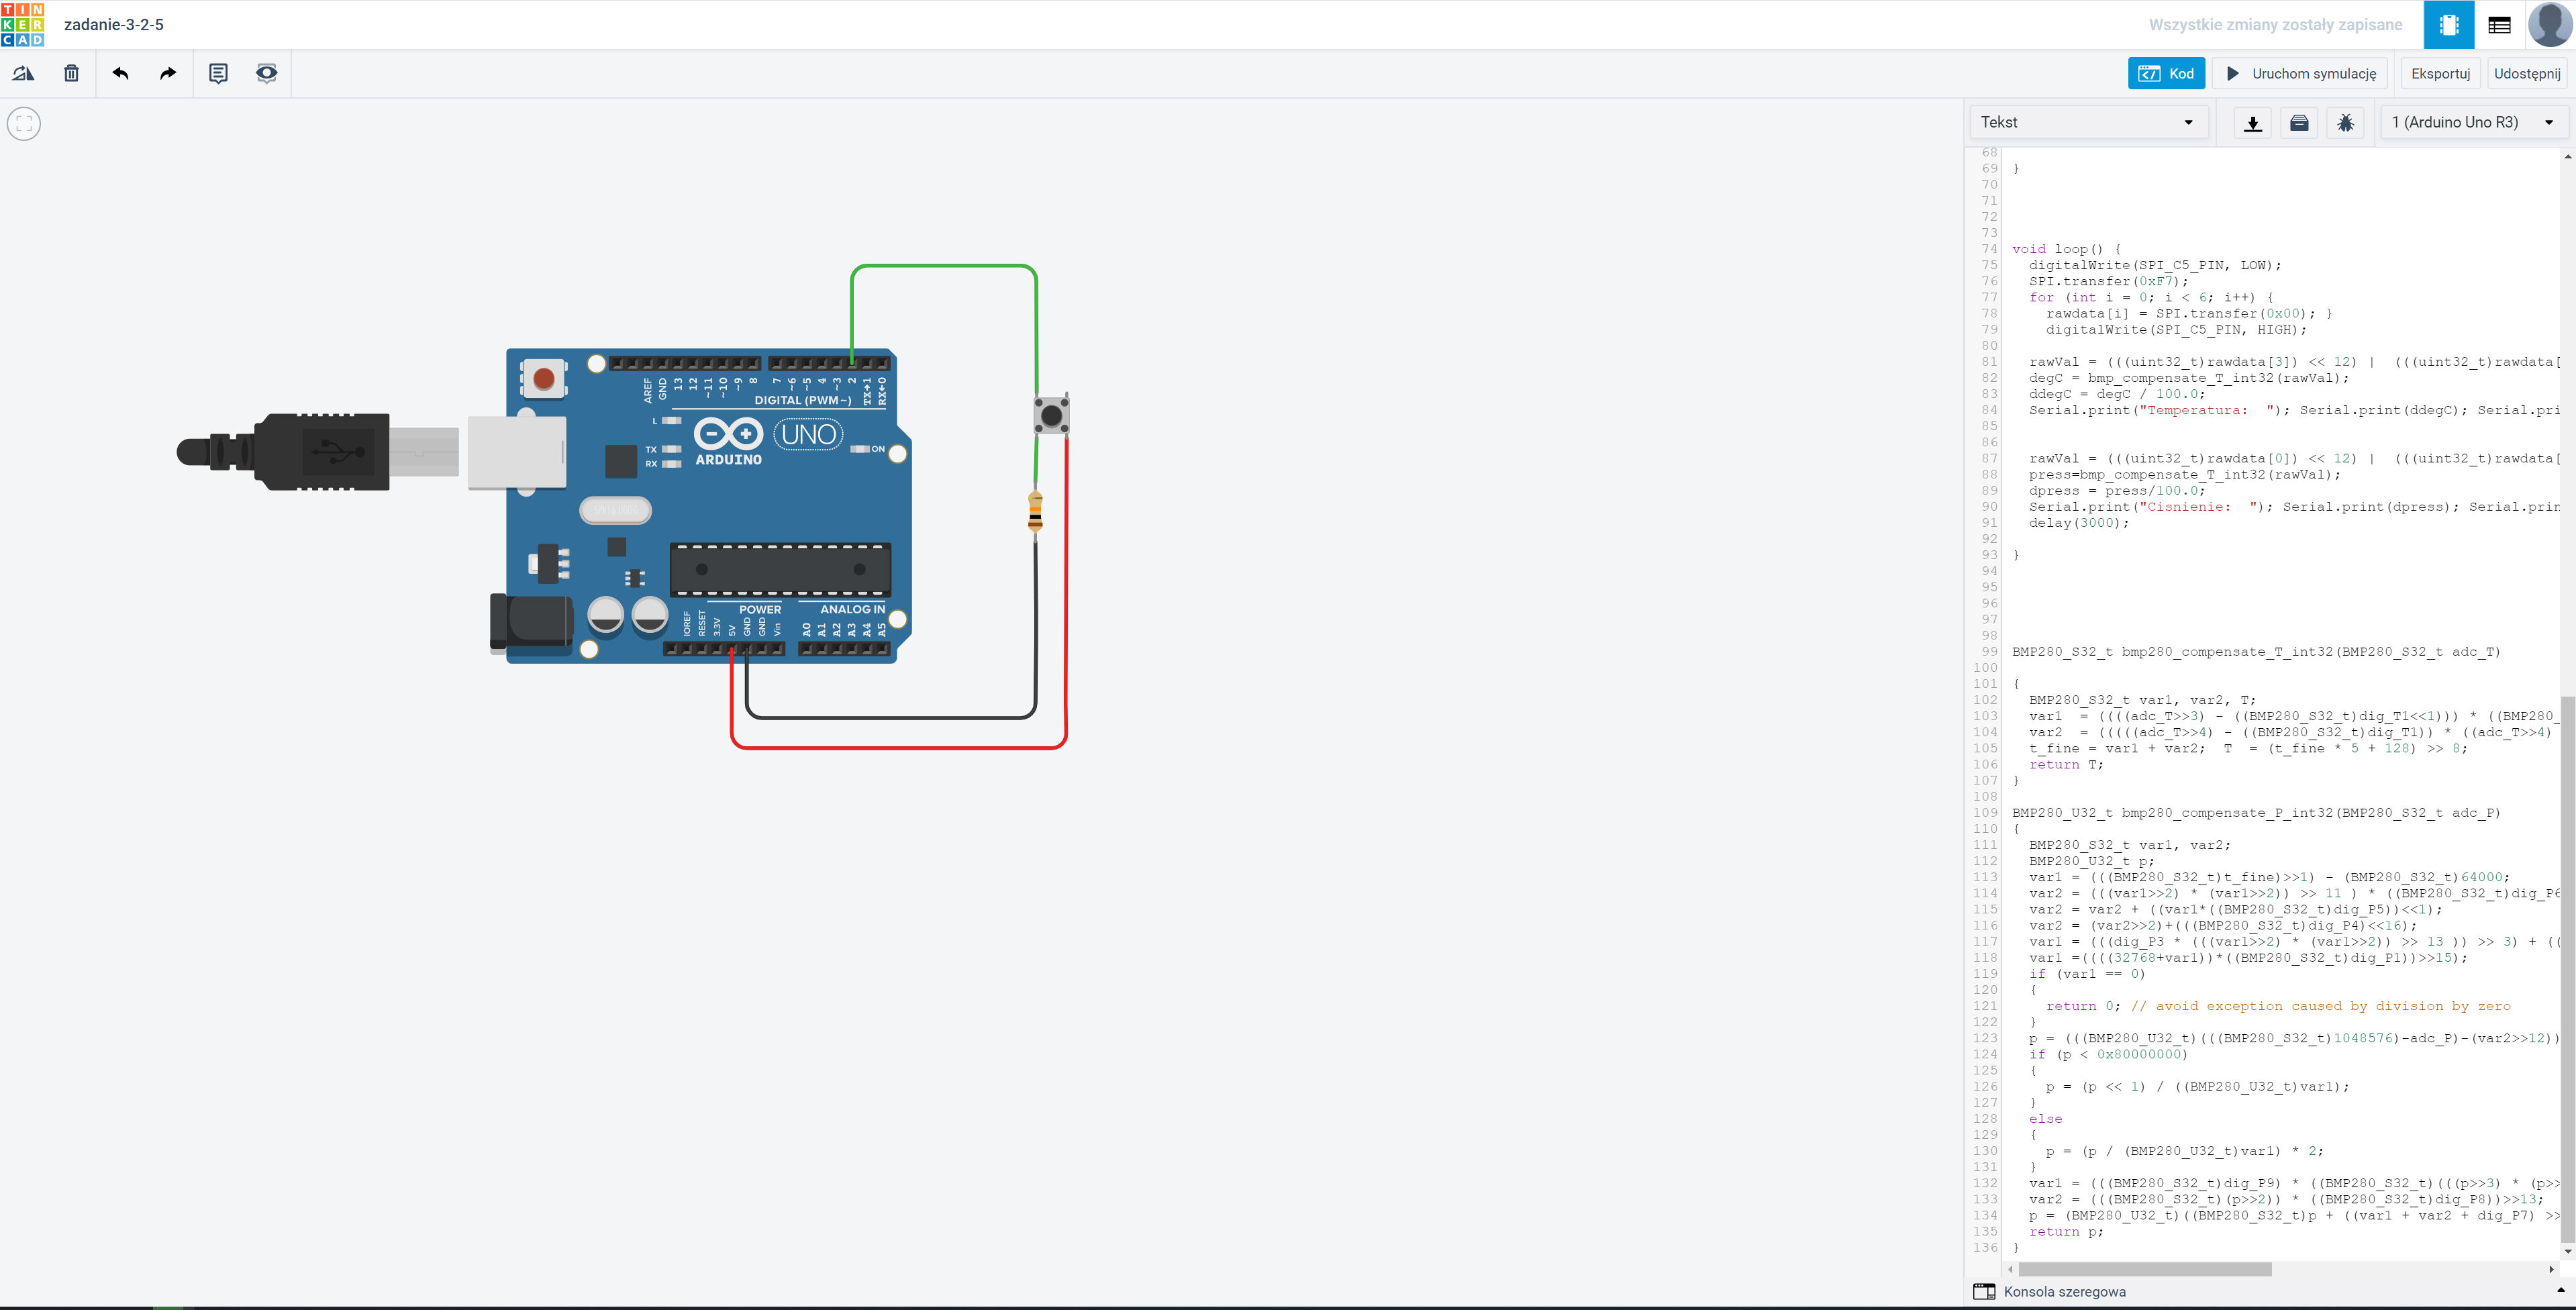 TIN
KER
CAD
zadanie-3-2-5
Wszystkie zmiany zostały zapisane
Kod
Uruchom symulację
Eksportuj
Udostępnij
Tekst
1 (Arduino Uno R3)
AREF
GND
13
12
~11
~10
~9
8
7
~6
~5
4
~3
2
TX→1
RX←0
DIGITAL (PWM~)
L
TX
RX
ARDUINO
UNO
ON
POWER
ANALOG IN
IOREF
RESET
3.3V
5V
GND
GND
Vin
A0
A1
A2
A3
A4
A5
68
69 }
70
71
72
73
74 void loop() {
75 digitalWrite(SPI_C5_PIN, LOW);
76 SPI.transfer(0xF7);
77 for (int i = 0; i < 6; i++) {
78 rawdata[i] = SPI.transfer(0x00); }
79 digitalWrite(SPI_C5_PIN, HIGH);
80
81 rawVal = (((uint32_t)rawdata[3]) << 12) | (((uint32_t)rawdata[
82 degC = bmp_compensate_T_int32(rawVal);
83 ddegC = degC / 100.0;
84 Serial.print("Temperatura: "); Serial.print(ddegC); Serial.pri
85
86
87 rawVal = (((uint32_t)rawdata[0]) << 12) | (((uint32_t)rawdata[
88 press=bmp_compensate_T_int32(rawVal);
89 dpress = press/100.0;
90 Serial.print("Cisnienie: "); Serial.print(dpress); Serial.prin
91 delay(3000);
92
93 }
94
95
96
97
98
99 BMP280_S32_t bmp280_compensate_T_int32(BMP280_S32_t adc_T)
100
101 {
102 BMP280_S32_t var1, var2, T;
103 var1 = ((((adc_T>>3) - ((BMP280_S32_t)dig_T1<<1))) * ((BMP280_
104 var2 = (((((adc_T>>4) - ((BMP280_S32_t)dig_T1)) * ((adc_T>>4)
105 t_fine = var1 + var2; T = (t_fine * 5 + 128) >> 8;
106 return T;
107 }
108
109 BMP280_U32_t bmp280_compensate_P_int32(BMP280_S32_t adc_P)
110 {
111 BMP280_S32_t var1, var2;
112 BMP280_U32_t p;
113 var1 = (((BMP280_S32_t)t_fine)>>1) - (BMP280_S32_t)64000;
114 var2 = (((var1>>2) * (var1>>2)) >> 11 ) * ((BMP280_S32_t)dig_P6
115 var2 = var2 + ((var1*((BMP280_S32_t)dig_P5))<<1);
116 var2 = (var2>>2)+(((BMP280_S32_t)dig_P4)<<16);
117 var1 = (((dig_P3 * (((var1>>2) * (var1>>2)) >> 13 )) >> 3) + ((
118 var1 =((((32768+var1))*((BMP280_S32_t)dig_P1))>>15);
119 if (var1 == 0)
120 {
121 return 0; // avoid exception caused by division by zero
122 }
123 p = (((BMP280_U32_t)(((BMP280_S32_t)1048576)-adc_P)-(var2>>12))
124 if (p < 0x80000000)
125 {
126 p = (p << 1) / ((BMP280_U32_t)var1);
127 }
128 else
129 {
130 p = (p / (BMP280_U32_t)var1) * 2;
131 }
132 var1 = (((BMP280_S32_t)dig_P9) * ((BMP280_S32_t)(((p>>3) * (p>>
133 var2 = (((BMP280_S32_t)(p>>2)) * ((BMP280_S32_t)dig_P8))>>13;
134 p = (BMP280_U32_t)((BMP280_S32_t)p + ((var1 + var2 + dig_P7) >>
135 return p;
136 }
Konsola szeregowa